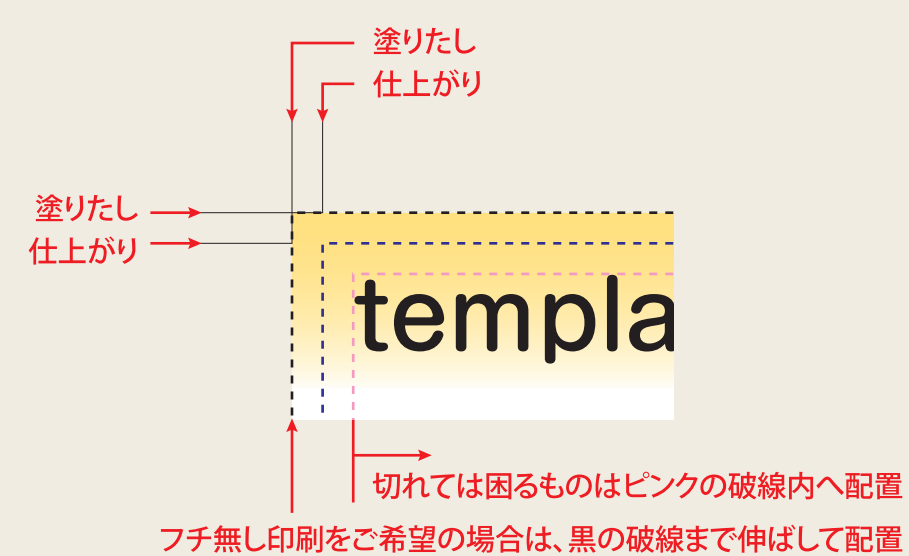 塗りたし
仕上がり
塗りたし
仕上がり
templa
切れては困るものはピンクの破線内へ配置
フチ無し印刷をご希望の場合は、黒の破線まで伸ばして配置